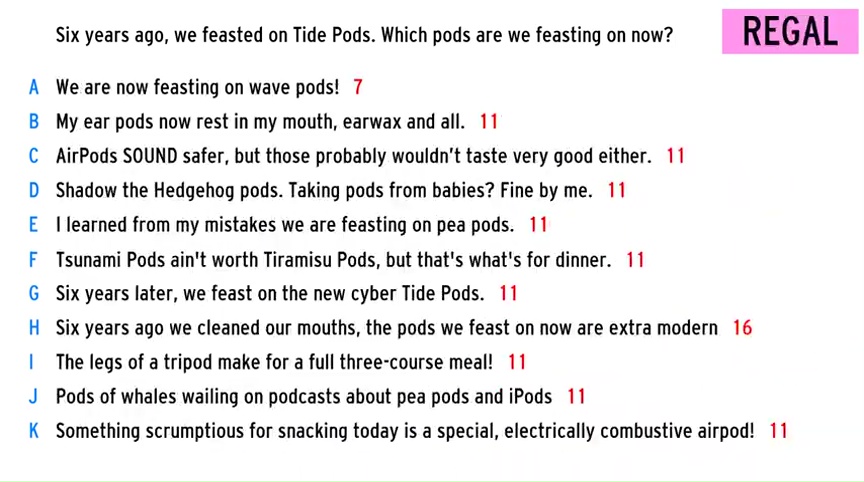 Six years ago, we feasted on Tide Pods. Which pods are we feasting on now?
REGAL
A We are now feasting on wave pods! 7
B My ear pods now rest in my mouth, earwax and all. 11
C AirPods SOUND safer, but those probably wouldn't taste very good either. 11
D Shadow the Hedgehog pods. Taking pods from babies? Fine by me. 11
E I learned from my mistakes we are feasting on pea pods. 11
F Tsunami Pods ain't worth Tiramisu Pods, but that's what's for dinner. 11
G Six years later, we feast on the new cyber Tide Pods. 11
H Six years ago we cleaned our mouths, the pods we feast on now are extra modern 16
I The legs of a tripod make for a full three-course meal! 11
J Pods of whales wailing on podcasts about pea pods and iPods 11
K Something scrumptious for snacking today is a special, electrically combustive airpod! 11